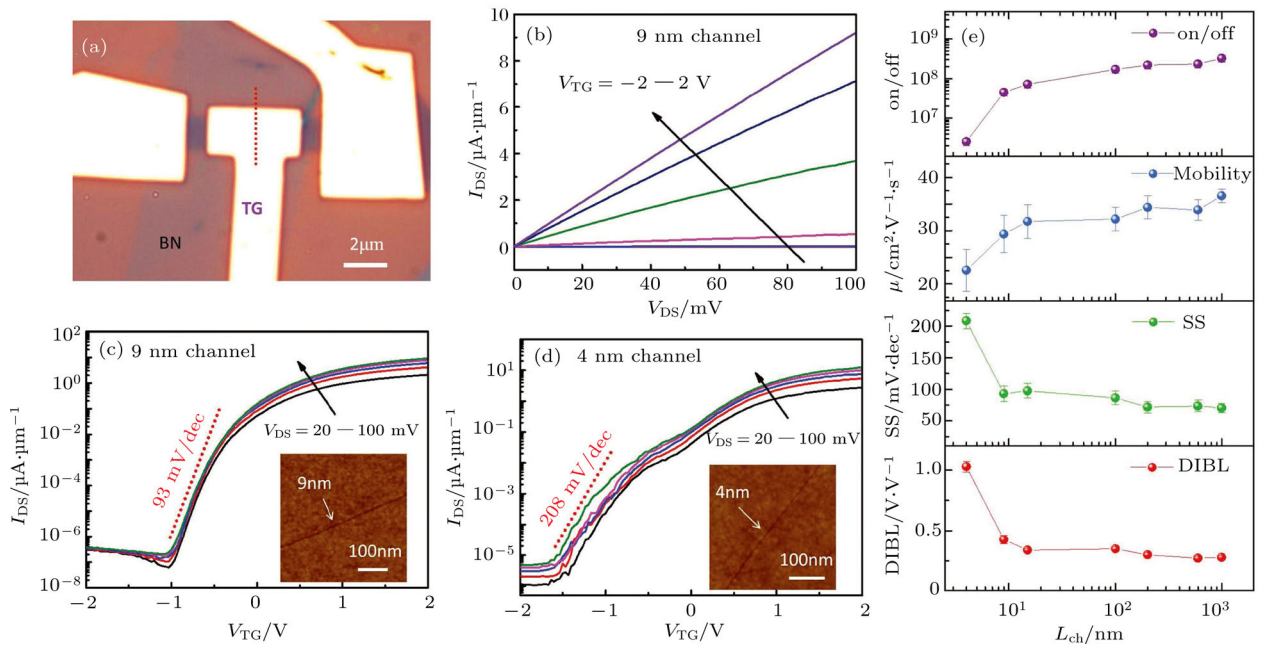 (a)
TG
BN
2μm
(b)
9 nm channel
V_TG = −2 — 2 V
10
8
6
4
2
0
I_DS/μA·μm⁻¹
0 20 40 60 80 100
V_DS/mV
(c) 9 nm channel
10²
10⁰
10⁻²
10⁻⁴
10⁻⁶
10⁻⁸
I_DS/μA·μm⁻¹
93 mV/dec
V_DS = 20 — 100 mV
9nm
100nm
−2 −1 0 1 2
V_TG/V
(d) 4 nm channel
10¹
10⁻¹
10⁻³
10⁻⁵
I_DS/μA·μm⁻¹
208 mV/dec
V_DS = 20 — 100 mV
4nm
100nm
−2 −1 0 1 2
V_TG/V
(e)
on/off
10⁹
10⁸
10⁷
on/off
Mobility
40
30
20
μ/cm²·V⁻¹·s⁻¹
SS
200
150
100
50
SS/mV·dec⁻¹
DIBL
1.0
0.5
0
DIBL/V·V⁻¹
10¹ 10² 10³
L_ch/nm